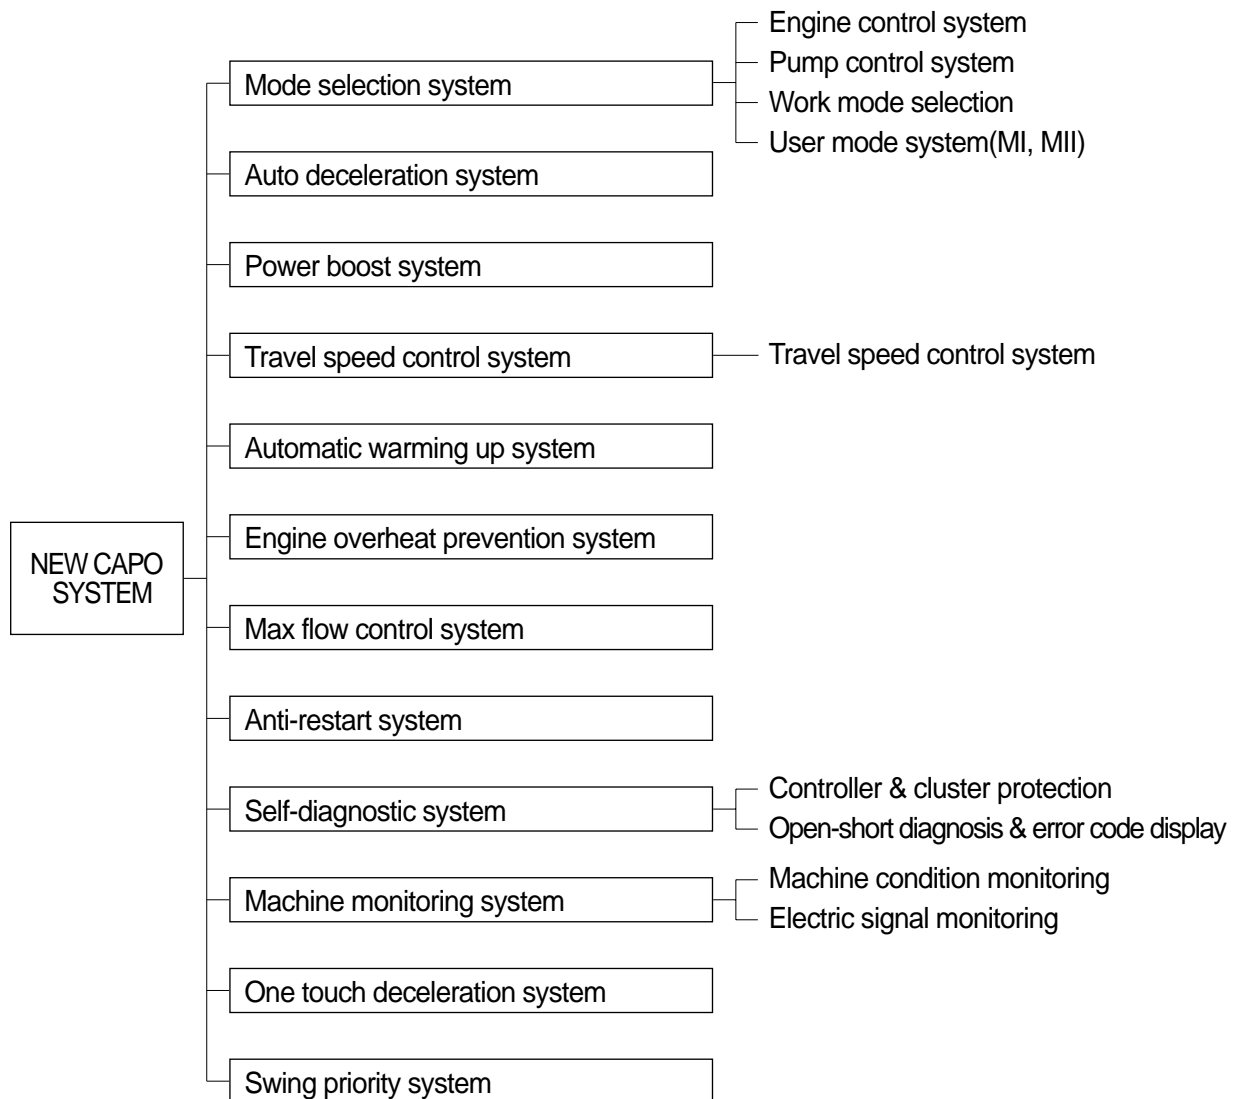 Engine control system
Pump control system
Mode selection system
Work mode selection
User mode system(MI, MII)
Auto deceleration system
Power boost system
Travel speed control system
Travel speed control system
Automatic warming up system
Engine overheat prevention system
NEW CAPO
SYSTEM
Max flow control system
Anti-restart system
Controller & cluster protection
Self-diagnostic system
Open-short diagnosis & error code display
Machine condition monitoring
Machine monitoring system
Electric signal monitoring
One touch deceleration system
Swing priority system